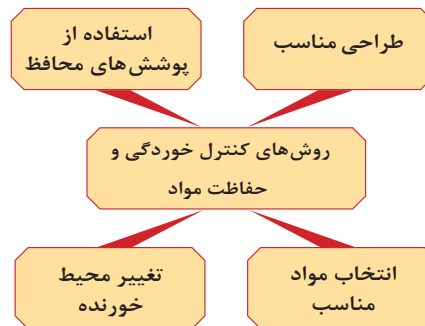 طراحی مناسب
استفاده از
پوشش‌های محافظ
روش‌های کنترل خوردگی و
حفاظت مواد
انتخاب مواد
مناسب
تغییر محیط
خورنده